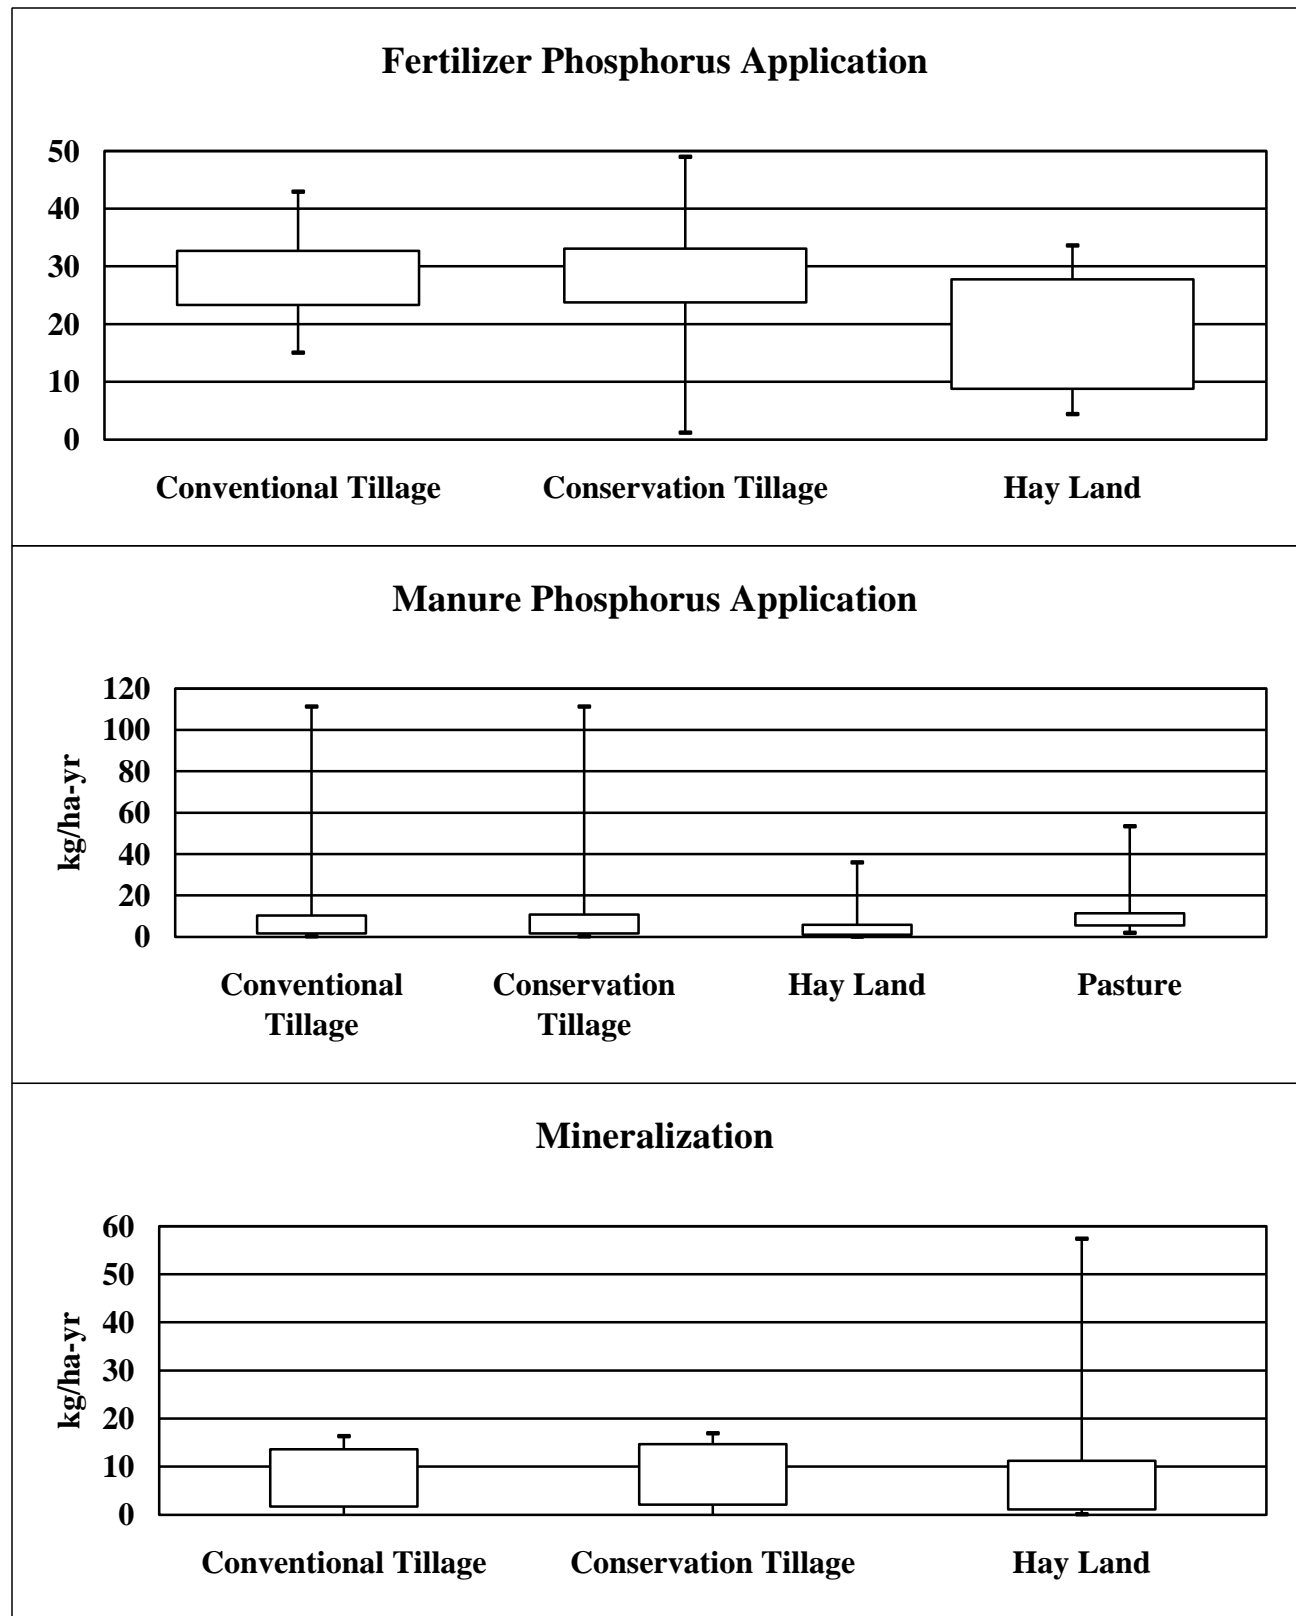 Fertilizer Phosphorus Application
50
40
30
20
10
0
Conventional Tillage Conservation Tillage Hay Land
Manure Phosphorus Application
120
100
80
60
40
20
0
kg/ha-yr
Conventional Conservation Hay Land Pasture
Tillage Tillage
Mineralization
60
50
40
30
20
10
0
kg/ha-yr
Conventional Tillage Conservation Tillage Hay Land